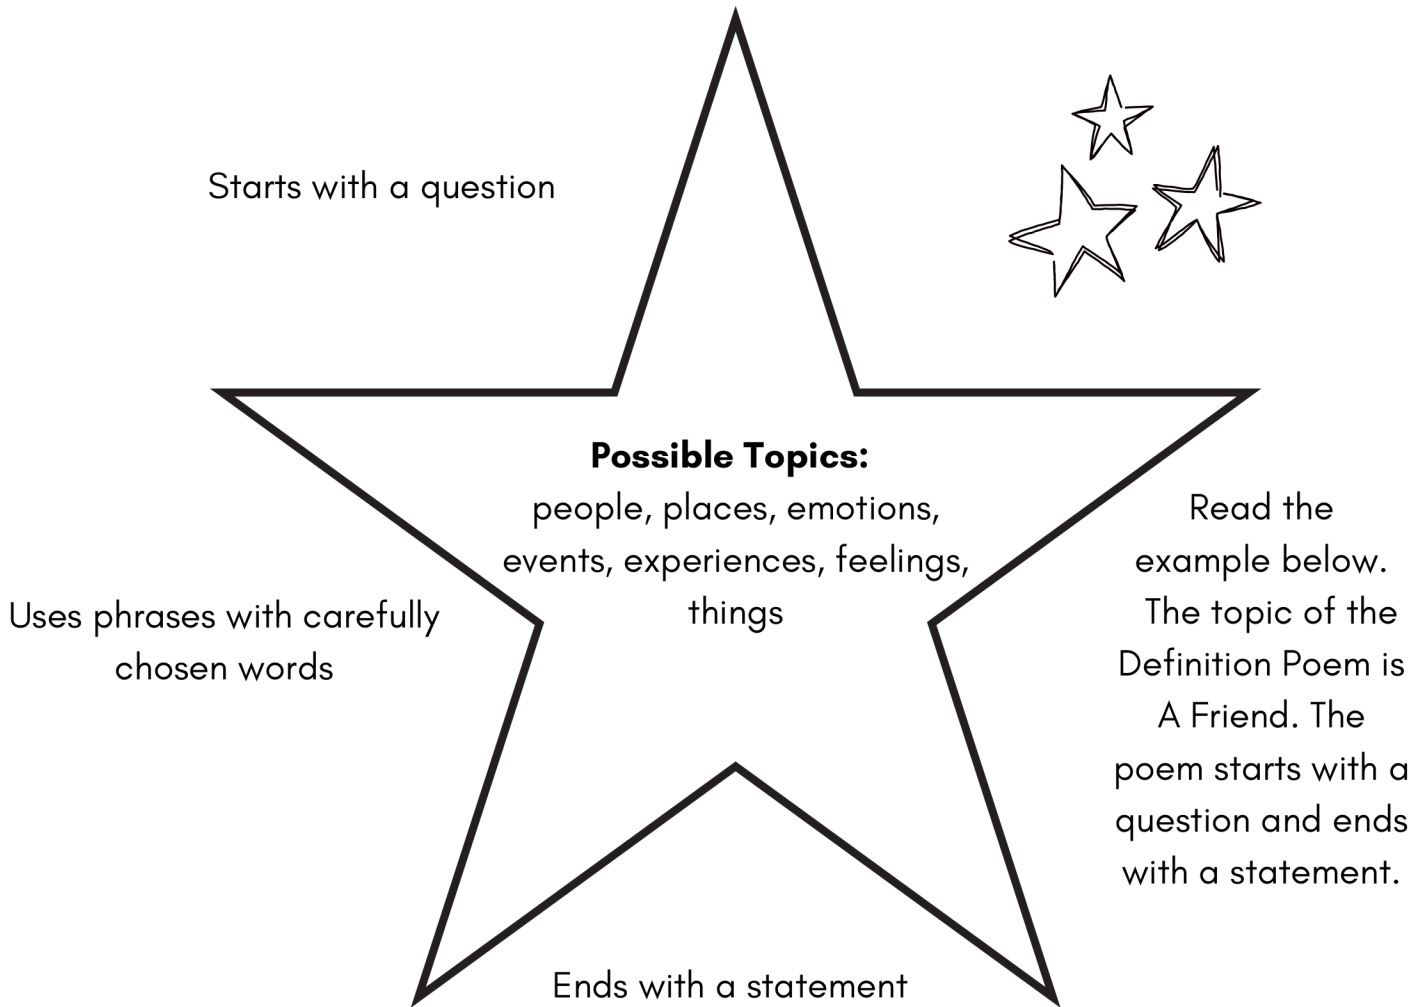 Starts with a question
Possible Topics:
people, places, emotions,
events, experiences, feelings,
things
Uses phrases with carefully
chosen words
Read the
example below.
The topic of the
Definition Poem is
A Friend. The
poem starts with a
question and ends
with a statement.
Ends with a statement